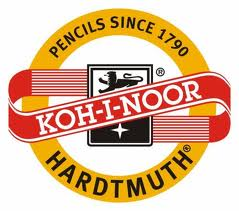 PENCILS SINCE 1790
®
KOH-I-NOOR
HARDTMUTH®